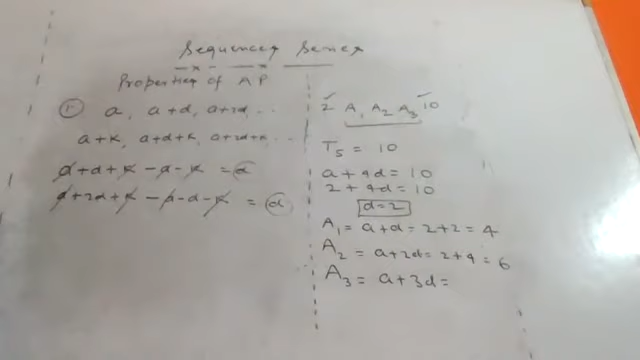 Sequences Series
Properties of AP
1. a, a+d, a+2d, ...
a+k, a+d+k, a+2d+k, ...
a+d+k-a-k = d
a+2d+k-a-d-k = d
2 A1 A2 A3 10
T5 = 10
a+4d = 10
2+4d = 10
d=2
A1 = a+d = 2+2 = 4
A2 = a+2d = 2+4 = 6
A3 = a+3d =